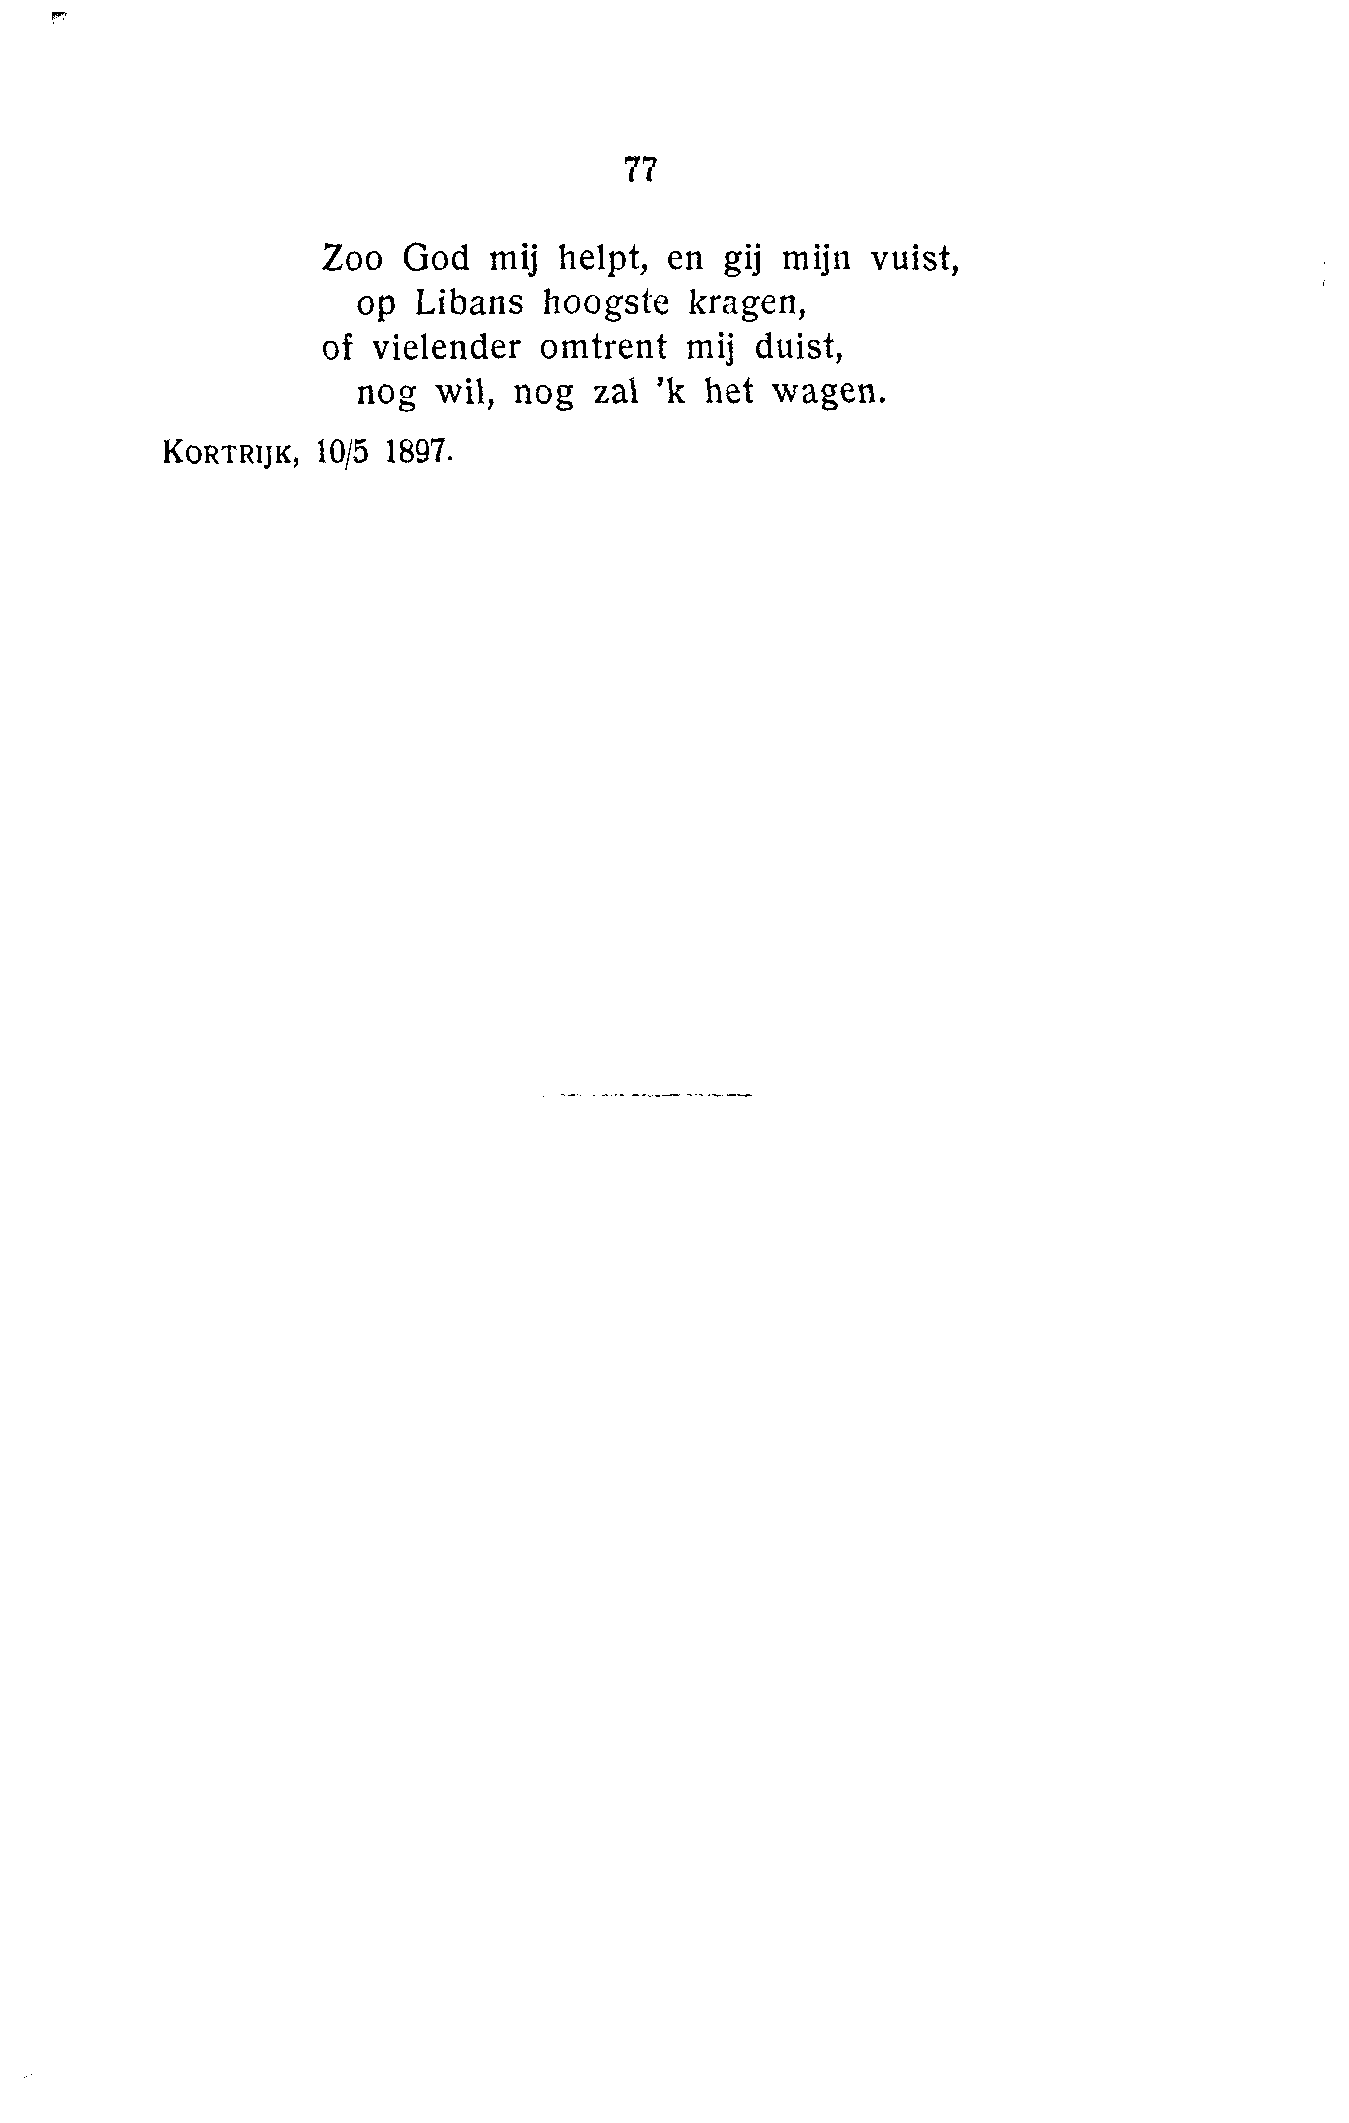 77
Zoo God mij helpt, en gij mijn vuist,
op Libans hoogste kragen,
of vielender omtrent mij duist,
nog wil, nog zal 'k het wagen.
KORTRIJK, 10/5 1897.